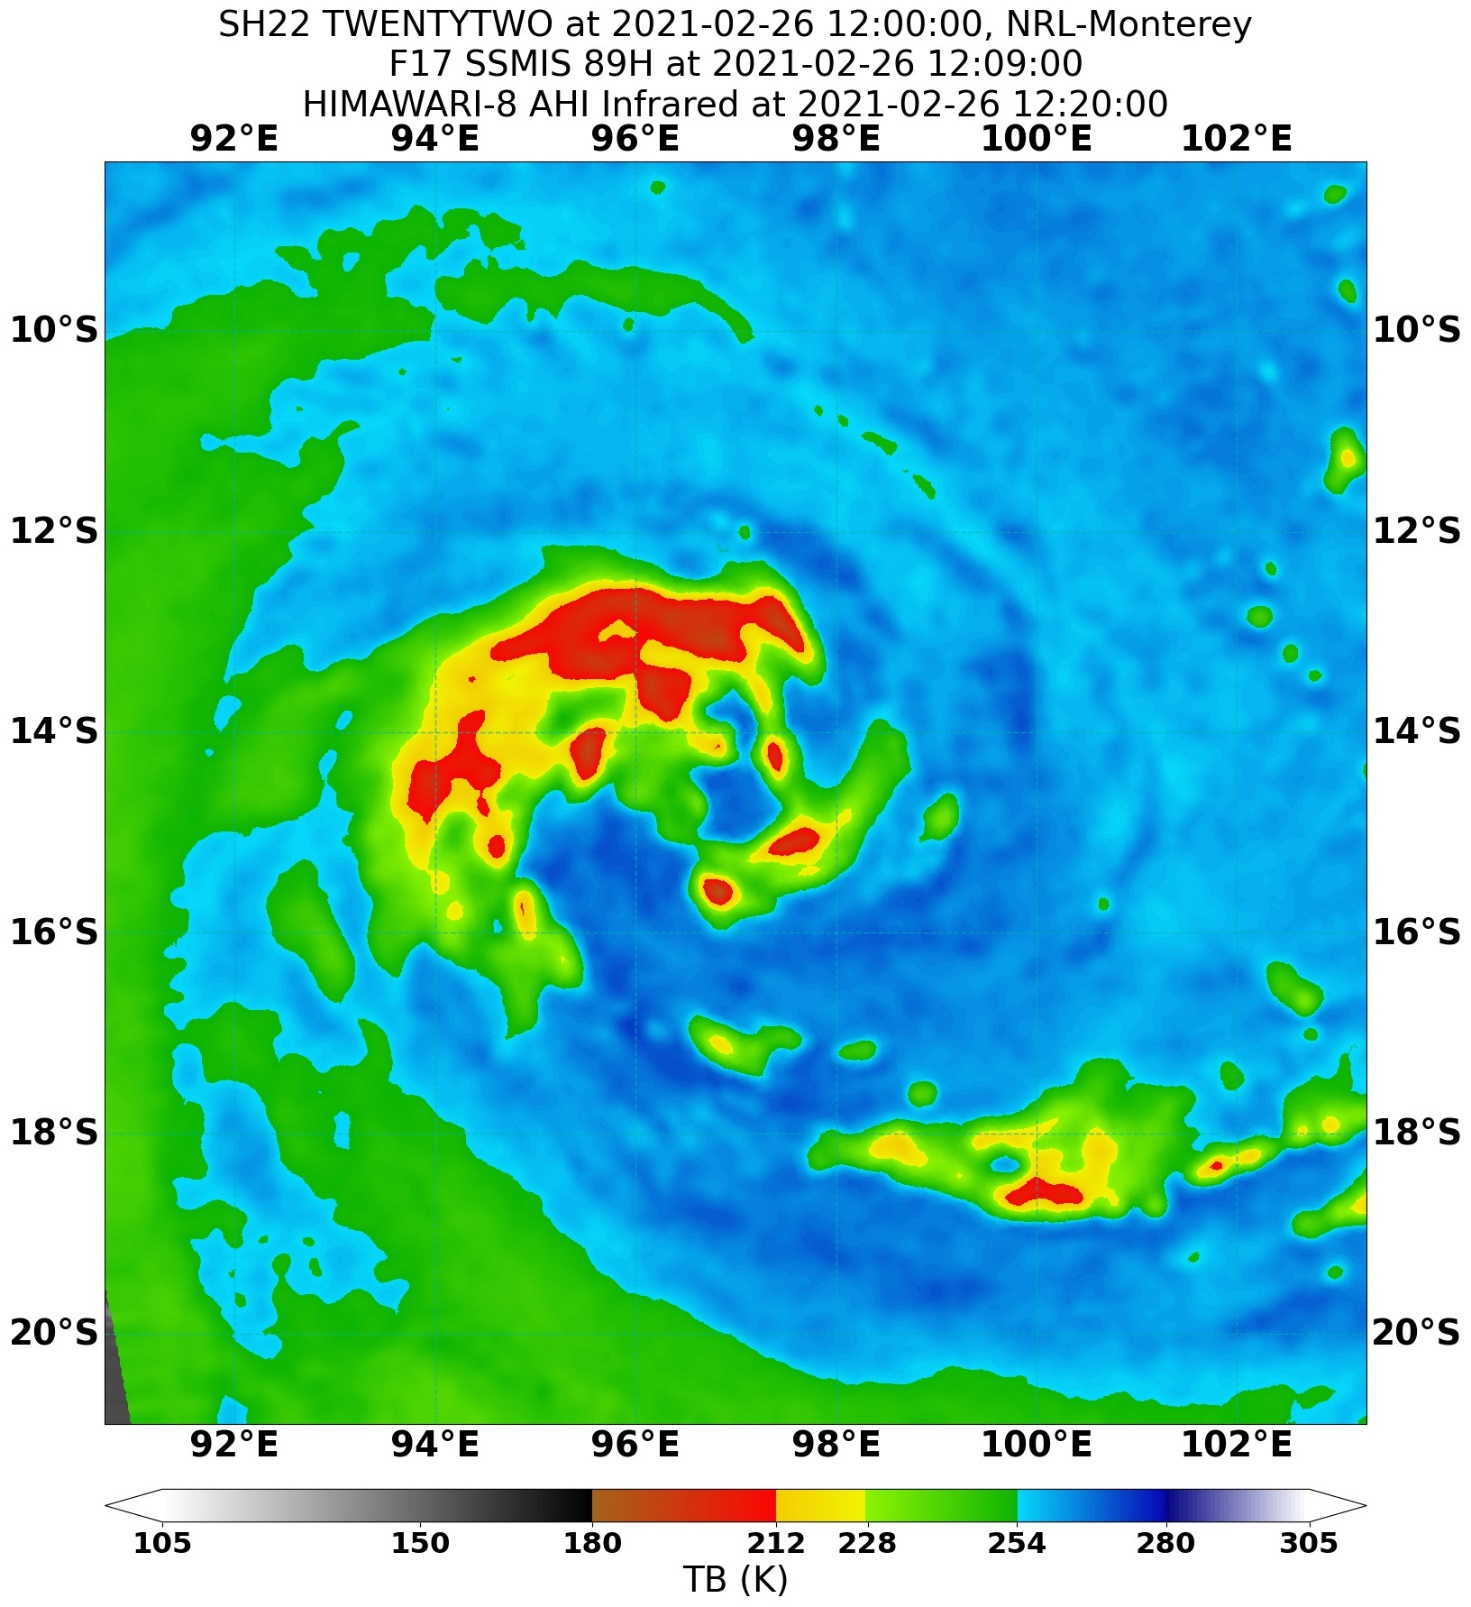 SH22 TWENTYTWO at 2021-02-26 12:00:00, NRL-Monterey
F17 SSMIS 89H at 2021-02-26 12:09:00
HIMAWARI-8 AHI Infrared at 2021-02-26 12:20:00
92°E 94°E 96°E 98°E 100°E 102°E
10°S 10°S
12°S 12°S
14°S 14°S
16°S 16°S
18°S 18°S
20°S 20°S
92°E 94°E 96°E 98°E 100°E 102°E
105 150 180 212 228 254 280 305
TB (K)